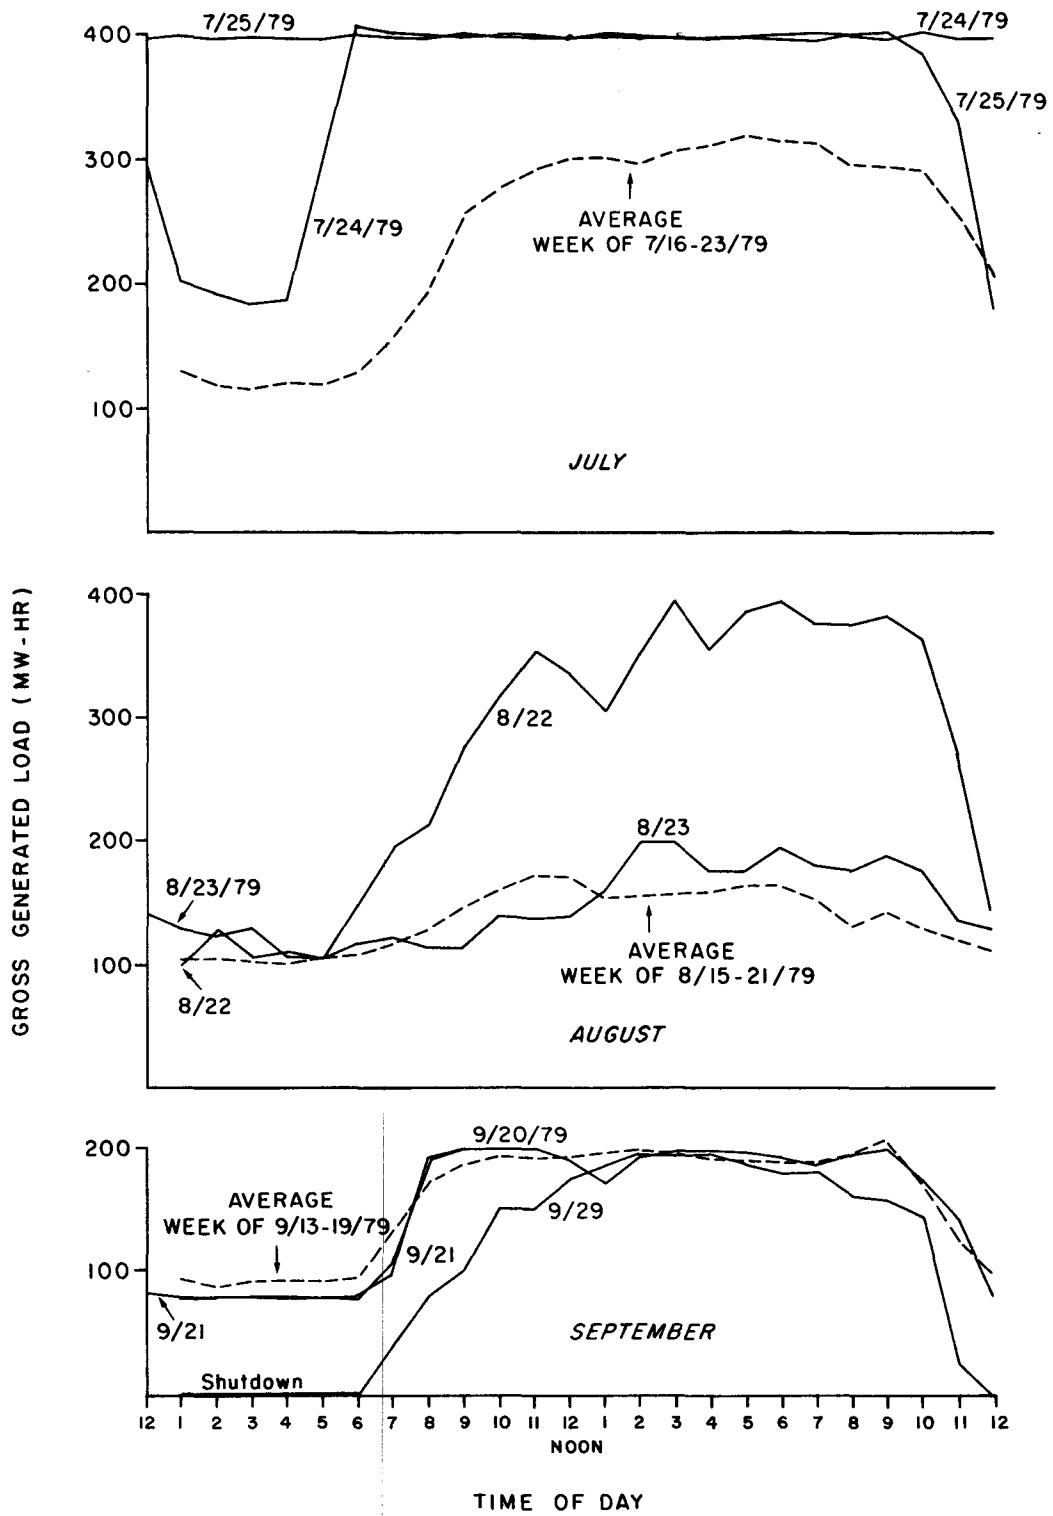 7/25/79
7/24/79
400
7/25/79
300
7/24/79
AVERAGE
WEEK OF 7/16-23/79
200
100
JULY
GROSS GENERATED LOAD (MW-HR)
400
8/22
300
8/23
200
8/23/79
AVERAGE
WEEK OF 8/15-21/79
100
8/22
AUGUST
9/20/79
200
AVERAGE
WEEK OF 9/13-19/79
9/29
9/21
100
9/21
SEPTEMBER
Shutdown
12 1 2 3 4 5 6 7 8 9 10 11 12 1 2 3 4 5 6 7 8 9 10 11 12
NOON
TIME OF DAY